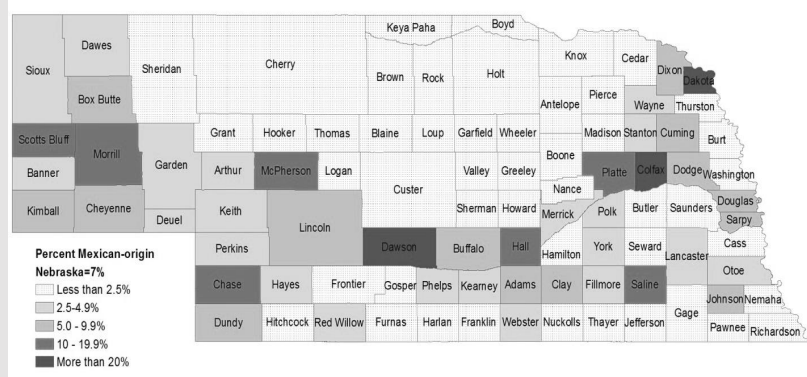 Keya Paha Boyd
Dawes Knox Cedar
Sioux Sheridan Cherry Brown Rock Holt Dixon Dakota
Box Butte Antelope Pierce Wayne Thurston
Scotts Bluff Morrill Garden Grant Hooker Thomas Blaine Loup Garfield Wheeler Madison Stanton Cuming Burt
Banner Arthur McPherson Logan Custer Valley Greeley Boone Platte Colfax Dodge Washington
Nance
Kimball Cheyenne Deuel Keith Lincoln Sherman Howard Merrick Polk Butler Saunders Douglas
Sarpy
Perkins Dawson Buffalo Hall Hamilton York Seward Lancaster Cass
Otoe
Chase Hayes Frontier Gosper Phelps Kearney Adams Clay Fillmore Saline Gage Johnson Nemaha
Dundy Hitchcock Red Willow Furnas Harlan Franklin Webster Nuckolls Thayer Jefferson Pawnee Richardson
Percent Mexican-origin
Nebraska=7%
Less than 2.5%
2.5-4.9%
5.0 - 9.9%
10 - 19.9%
More than 20%